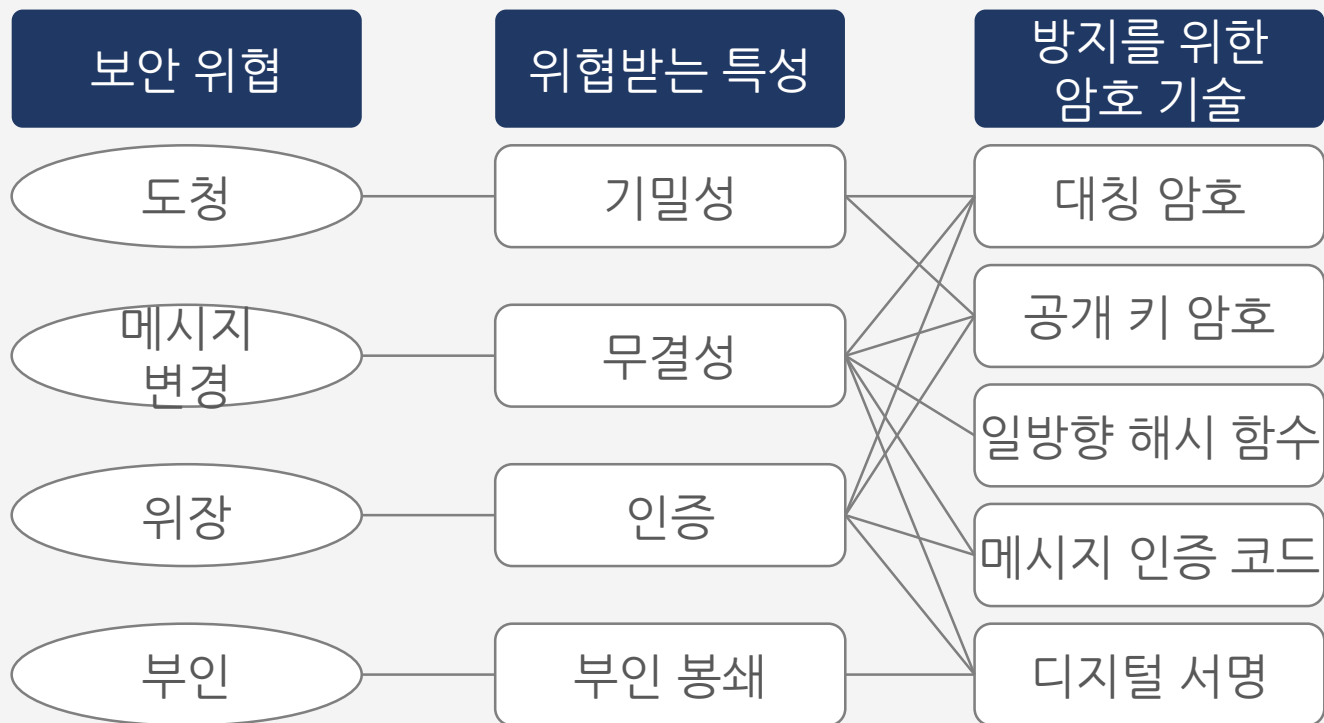 보안 위협
위협받는 특성
방지를 위한
암호 기술
도청
기밀성
대칭 암호
공개 키 암호
메시지
변경
무결성
일방향 해시 함수
위장
인증
메시지 인증 코드
부인
부인 봉쇄
디지털 서명